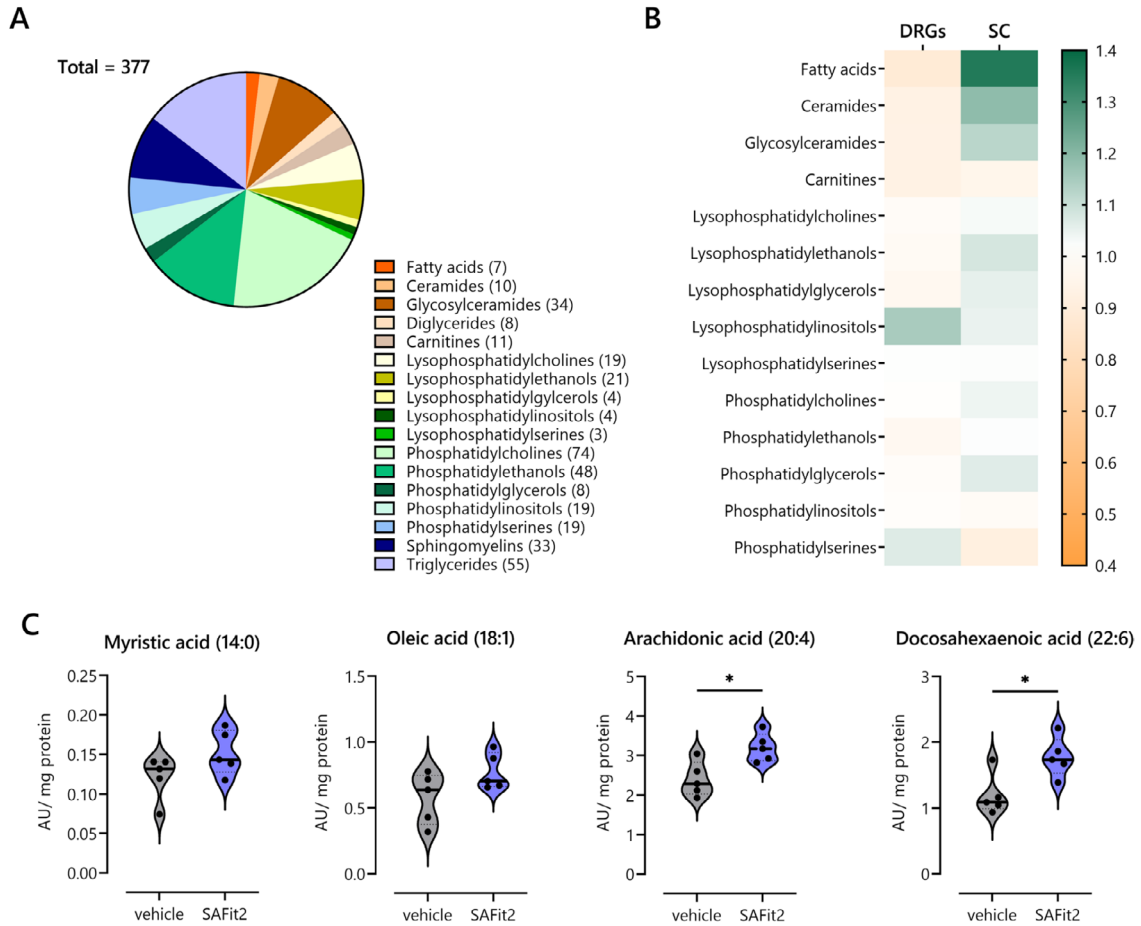 A
Total = 377
Fatty acids (7)
Ceramides (10)
Glycosylceramides (34)
Diglycerides (8)
Carnitines (11)
Lysophosphatidylcholines (19)
Lysophosphatidylethanols (21)
Lysophosphatidylgycerols (4)
Lysophosphatidylinositols (4)
Lysophosphatidylserines (3)
Phosphatidylcholines (74)
Phosphatidylethanols (48)
Phosphatidylglycerols (8)
Phosphatidylinositols (19)
Phosphatidylserines (19)
Sphingomyelins (33)
Triglycerides (55)
B
DRGs SC
Fatty acids
Ceramides
Glycosylceramides
Carnitines
Lysophosphatidylcholines
Lysophosphatidylethanols
Lysophosphatidylglycerols
Lysophosphatidylinositols
Lysophosphatidylserines
Phosphatidylcholines
Phosphatidylethanols
Phosphatidylglycerols
Phosphatidylinositols
Phosphatidylserines
1.4
1.3
1.2
1.1
1.0
0.9
0.8
0.7
0.6
0.5
0.4
C
Myristic acid (14:0)
AU/ mg protein
0.25
0.20
0.15
0.10
0.05
0.00
vehicle SAFit2
Oleic acid (18:1)
AU/ mg protein
1.5
1.0
0.5
0.0
vehicle SAFit2
Arachidonic acid (20:4)
AU/ mg protein
5
4
3
2
1
0
*
vehicle SAFit2
Docosahexaenoic acid (22:6)
AU/ mg protein
3
2
1
0
*
vehicle SAFit2